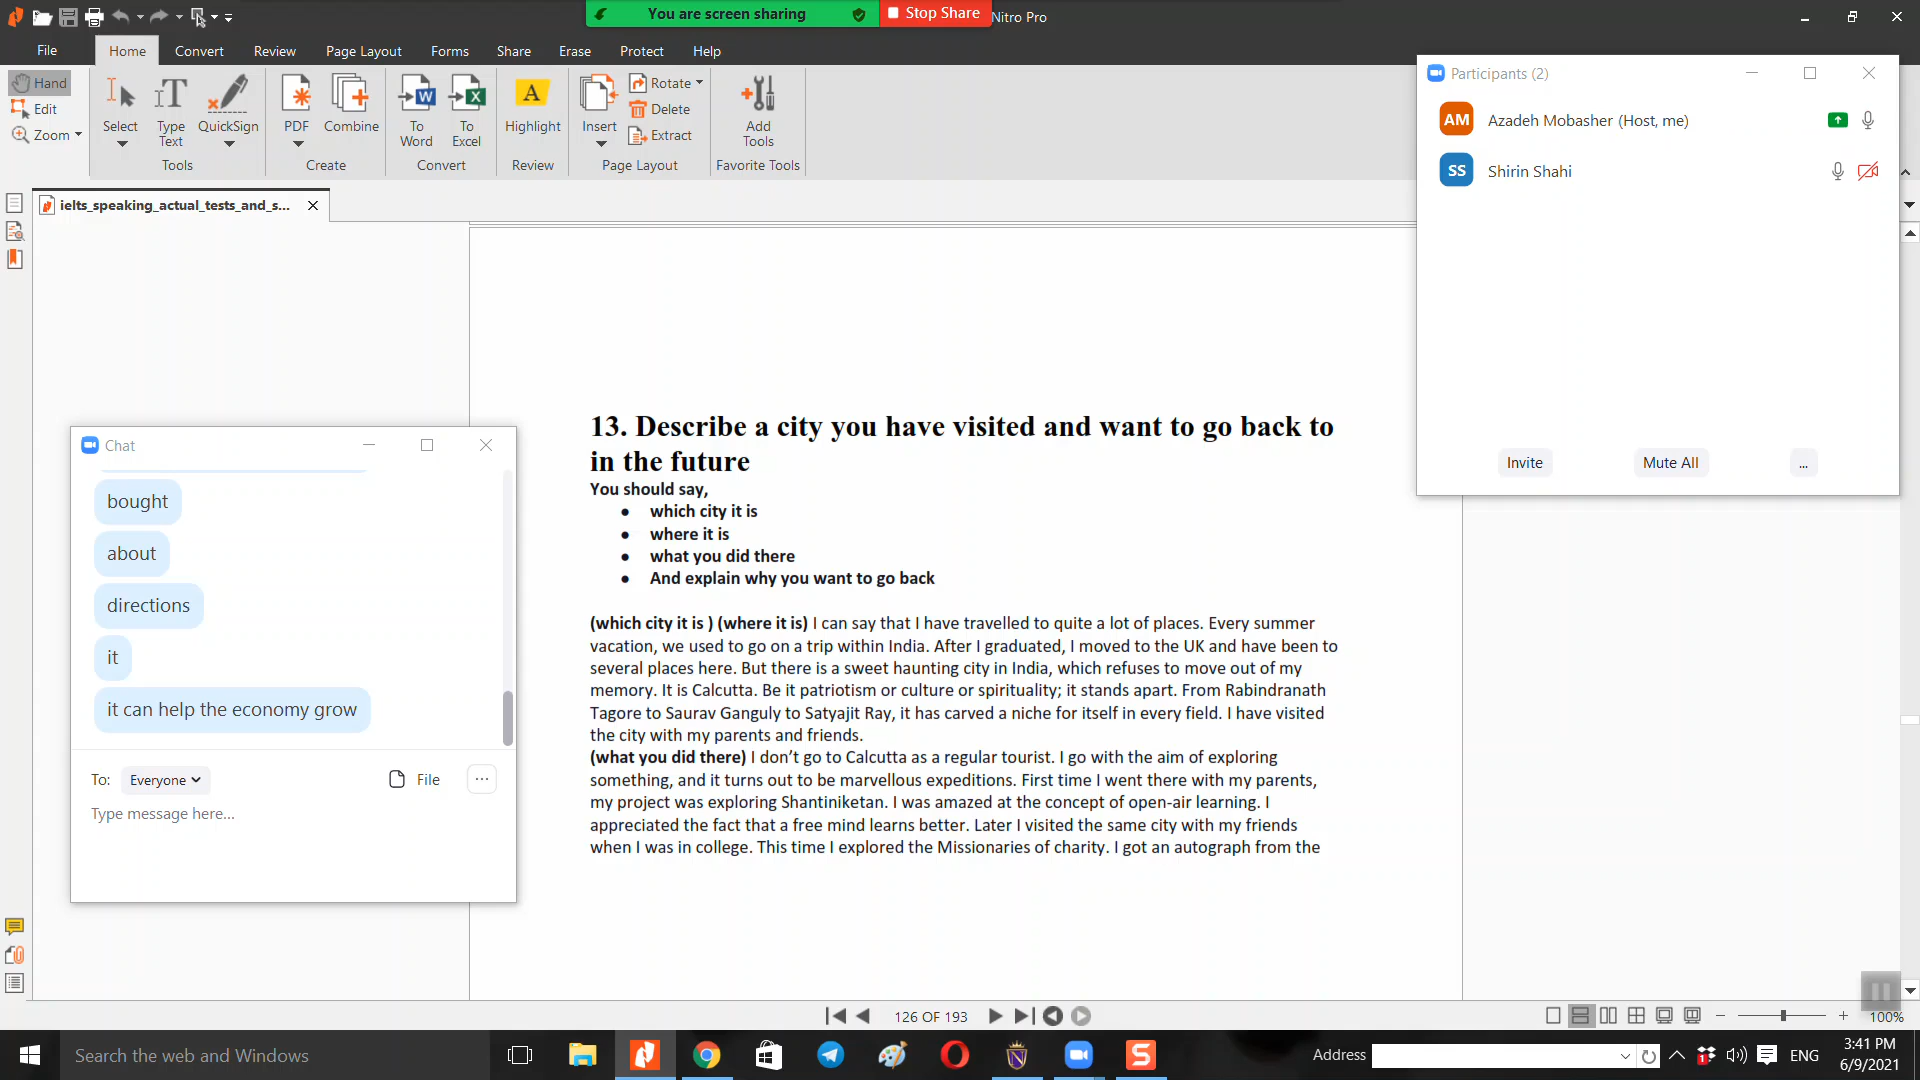 You are screen sharing
Stop Share
Nitro Pro
File
Home
Convert
Review
Page Layout
Forms
Share
Erase
Protect
Help
Hand
Edit
Zoom
Select
Type
Text
QuickSign
Tools
PDF
Combine
Create
To
Word
To
Excel
Convert
Highlight
Review
Insert
Rotate
Delete
Extract
Page Layout
Add
Tools
Favorite Tools
ielts_speaking_actual_tests_and_s...
Participants (2)
AM
Azadeh Mobasher (Host, me)
SS
Shirin Shahi
Invite
Mute All
...
Chat
bought
about
directions
it
it can help the economy grow
To:
Everyone
File
Type message here...
13. Describe a city you have visited and want to go back to
in the future
You should say,
• which city it is
• where it is
• what you did there
• And explain why you want to go back
(which city it is ) (where it is) I can say that I have travelled to quite a lot of places. Every summer
vacation, we used to go on a trip within India. After I graduated, I moved to the UK and have been to
several places here. But there is a sweet haunting city in India, which refuses to move out of my
memory. It is Calcutta. Be it patriotism or culture or spirituality; it stands apart. From Rabindranath
Tagore to Saurav Ganguly to Satyajit Ray, it has carved a niche for itself in every field. I have visited
the city with my parents and friends.
(what you did there) I don’t go to Calcutta as a regular tourist. I go with the aim of exploring
something, and it turns out to be marvellous expeditions. First time I went there with my parents,
my project was exploring Shantiniketan. I was amazed at the concept of open-air learning. I
appreciated the fact that a free mind learns better. Later I visited the same city with my friends
when I was in college. This time I explored the Missionaries of charity. I got an autograph from the
126 OF 193
100%
Search the web and Windows
Address
ENG
3:41 PM
6/9/2021